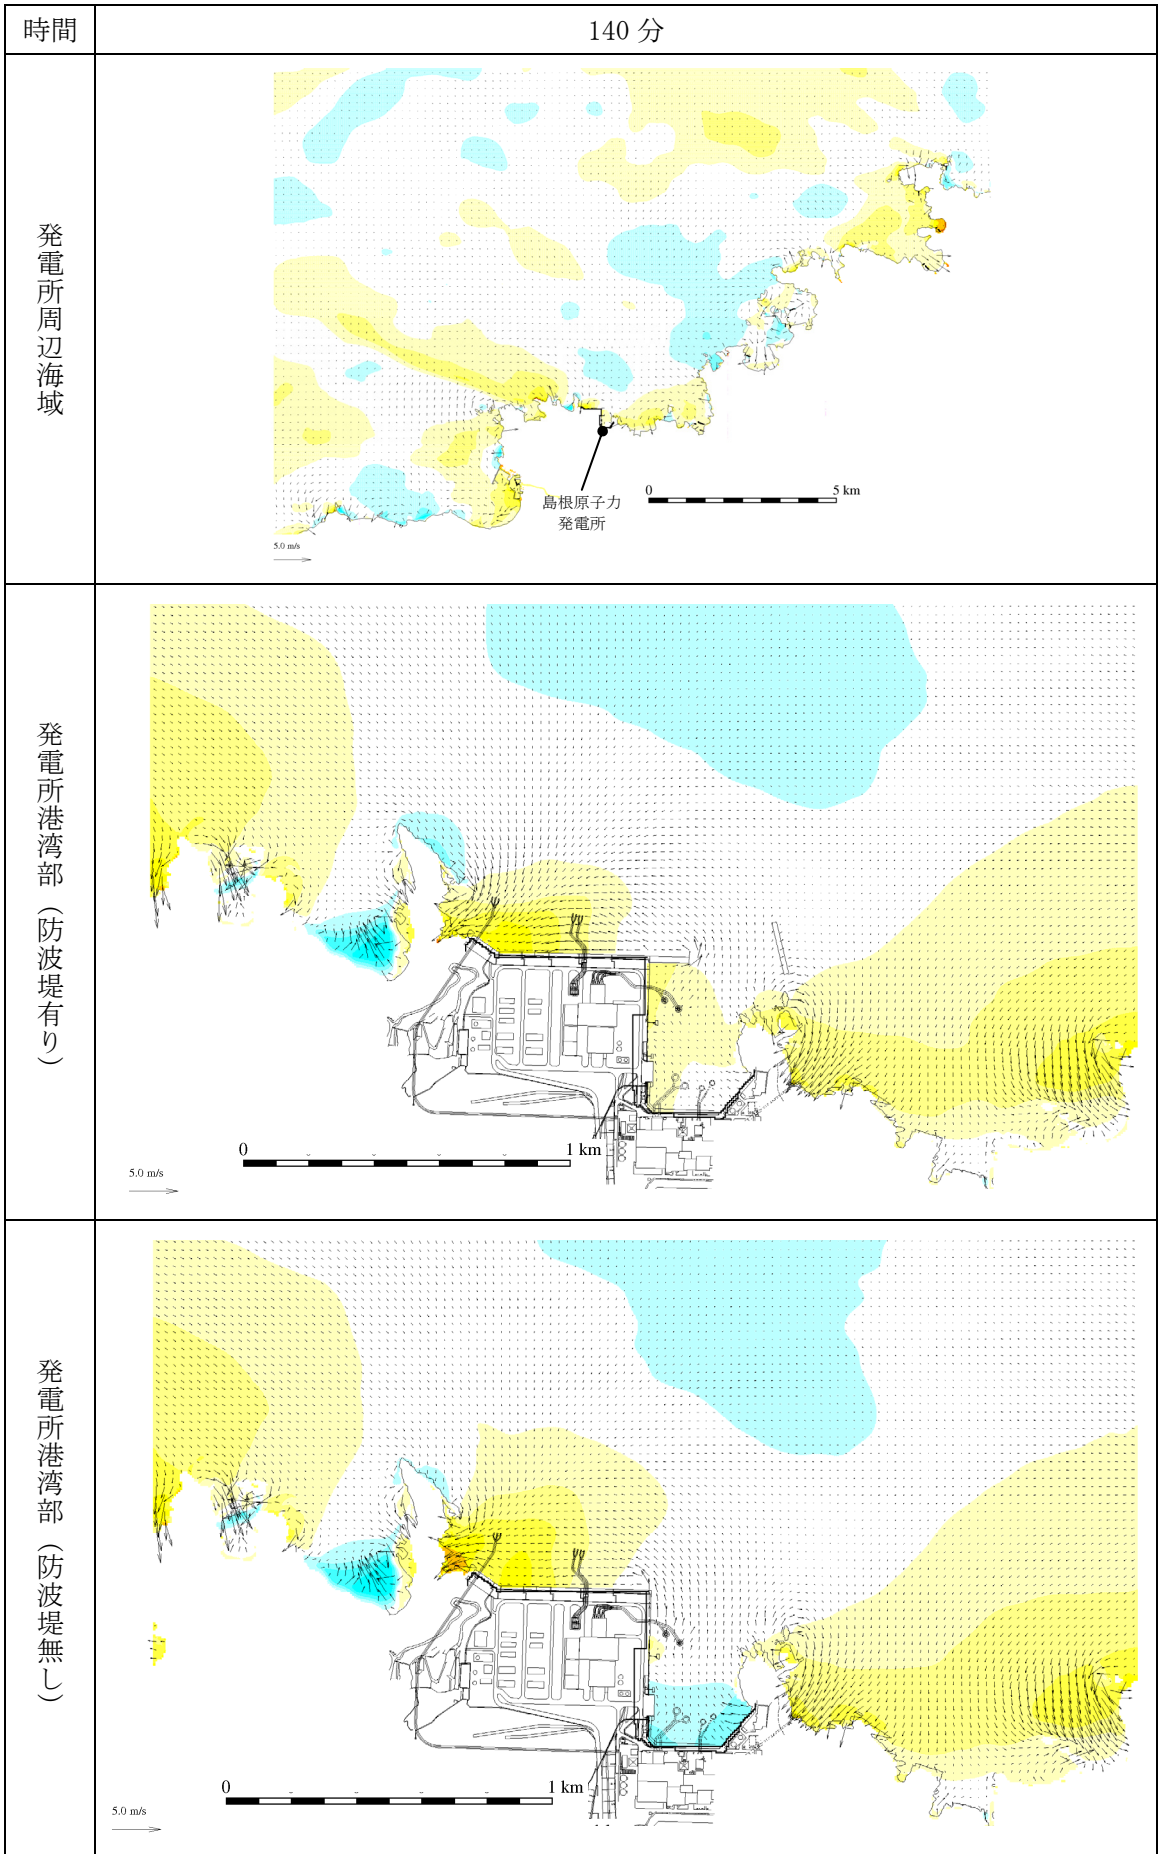 時間
140 分
発電所周辺海域
島根原子力
発電所
0
5 km
5.0 m/s
発電所港湾部（防波堤有り）
0
1 km
5.0 m/s
発電所港湾部（防波堤無し）
0
1 km
5.0 m/s